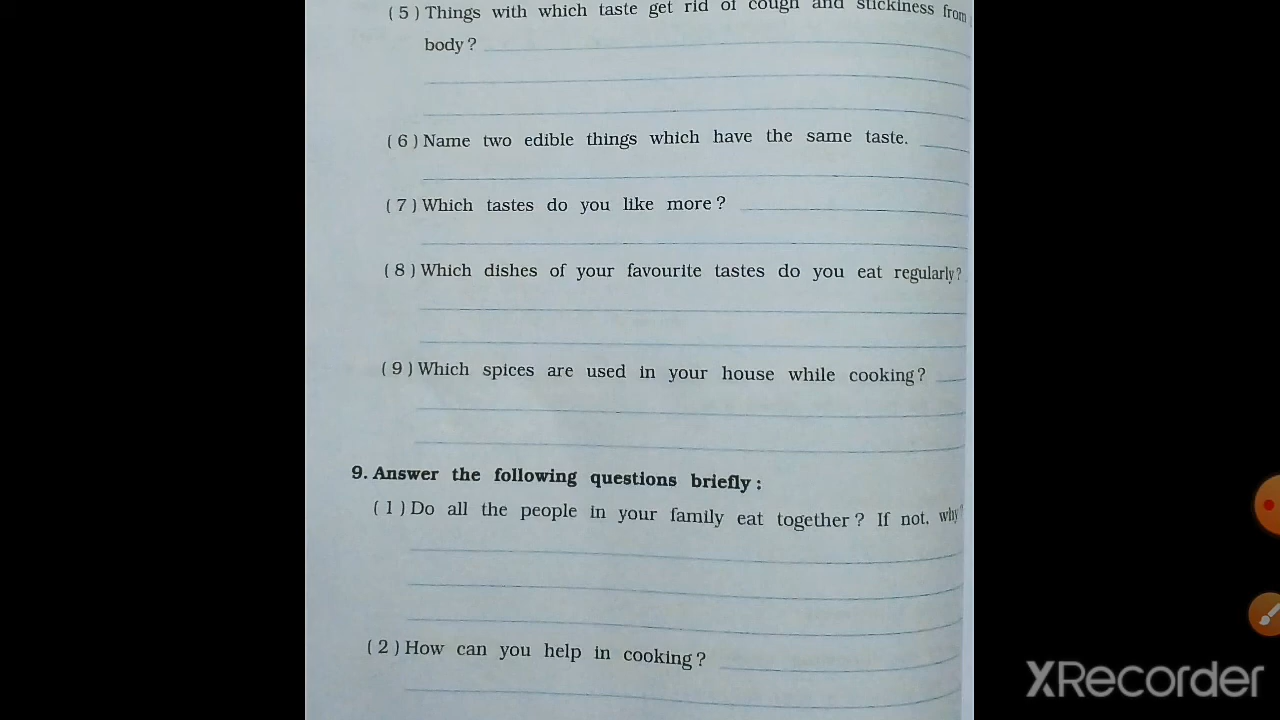 ( 5 ) Things with which taste get rid of cough and stickiness from
body ?
( 6 ) Name two edible things which have the same taste.
( 7 ) Which tastes do you like more ?
( 8 ) Which dishes of your favourite tastes do you eat regularly?
( 9 ) Which spices are used in your house while cooking ?
9. Answer the following questions briefly :
( 1 ) Do all the people in your family eat together ? If not, why?
( 2 ) How can you help in cooking ?
XRecorder